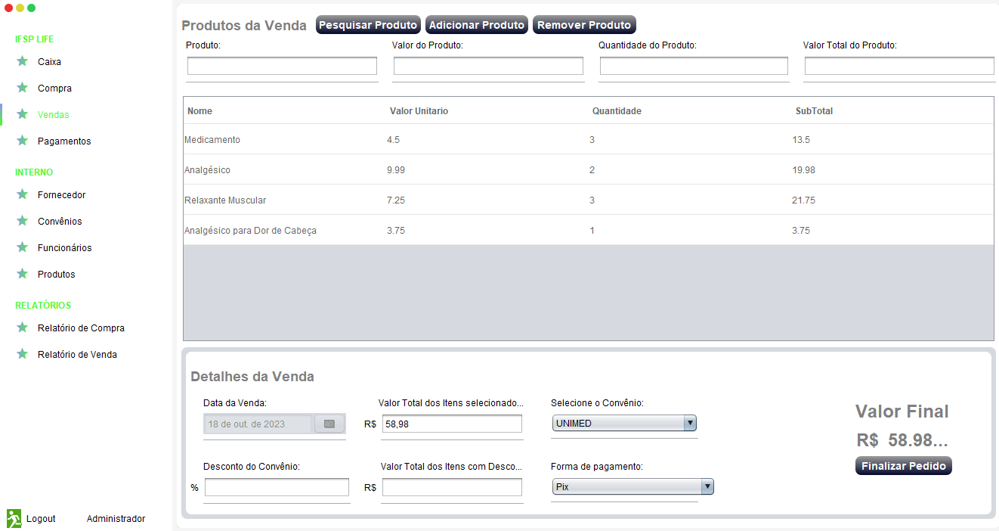 IFSP LIFE
Caixa
Compra
Vendas
Pagamentos
INTERNO
Fornecedor
Convênios
Funcionários
Produtos
RELATÓRIOS
Relatório de Compra
Relatório de Venda
Logout Administrador
Produtos da Venda Pesquisar Produto Adicionar Produto Remover Produto
Produto: Valor do Produto: Quantidade do Produto: Valor Total do Produto:
Nome Valor Unitario Quantidade SubTotal
Medicamento 4.5 3 13.5
Analgésico 9.99 2 19.98
Relaxante Muscular 7.25 3 21.75
Analgésico para Dor de Cabeça 3.75 1 3.75
Detalhes da Venda
Data da Venda: Valor Total dos Itens selecionado... Selecione o Convênio:
18 de out. de 2023 R$ 58,98 UNIMED
Desconto do Convênio: Valor Total dos Itens com Desco... Forma de pagamento:
% R$ Pix
Valor Final
R$ 58.98...
Finalizar Pedido